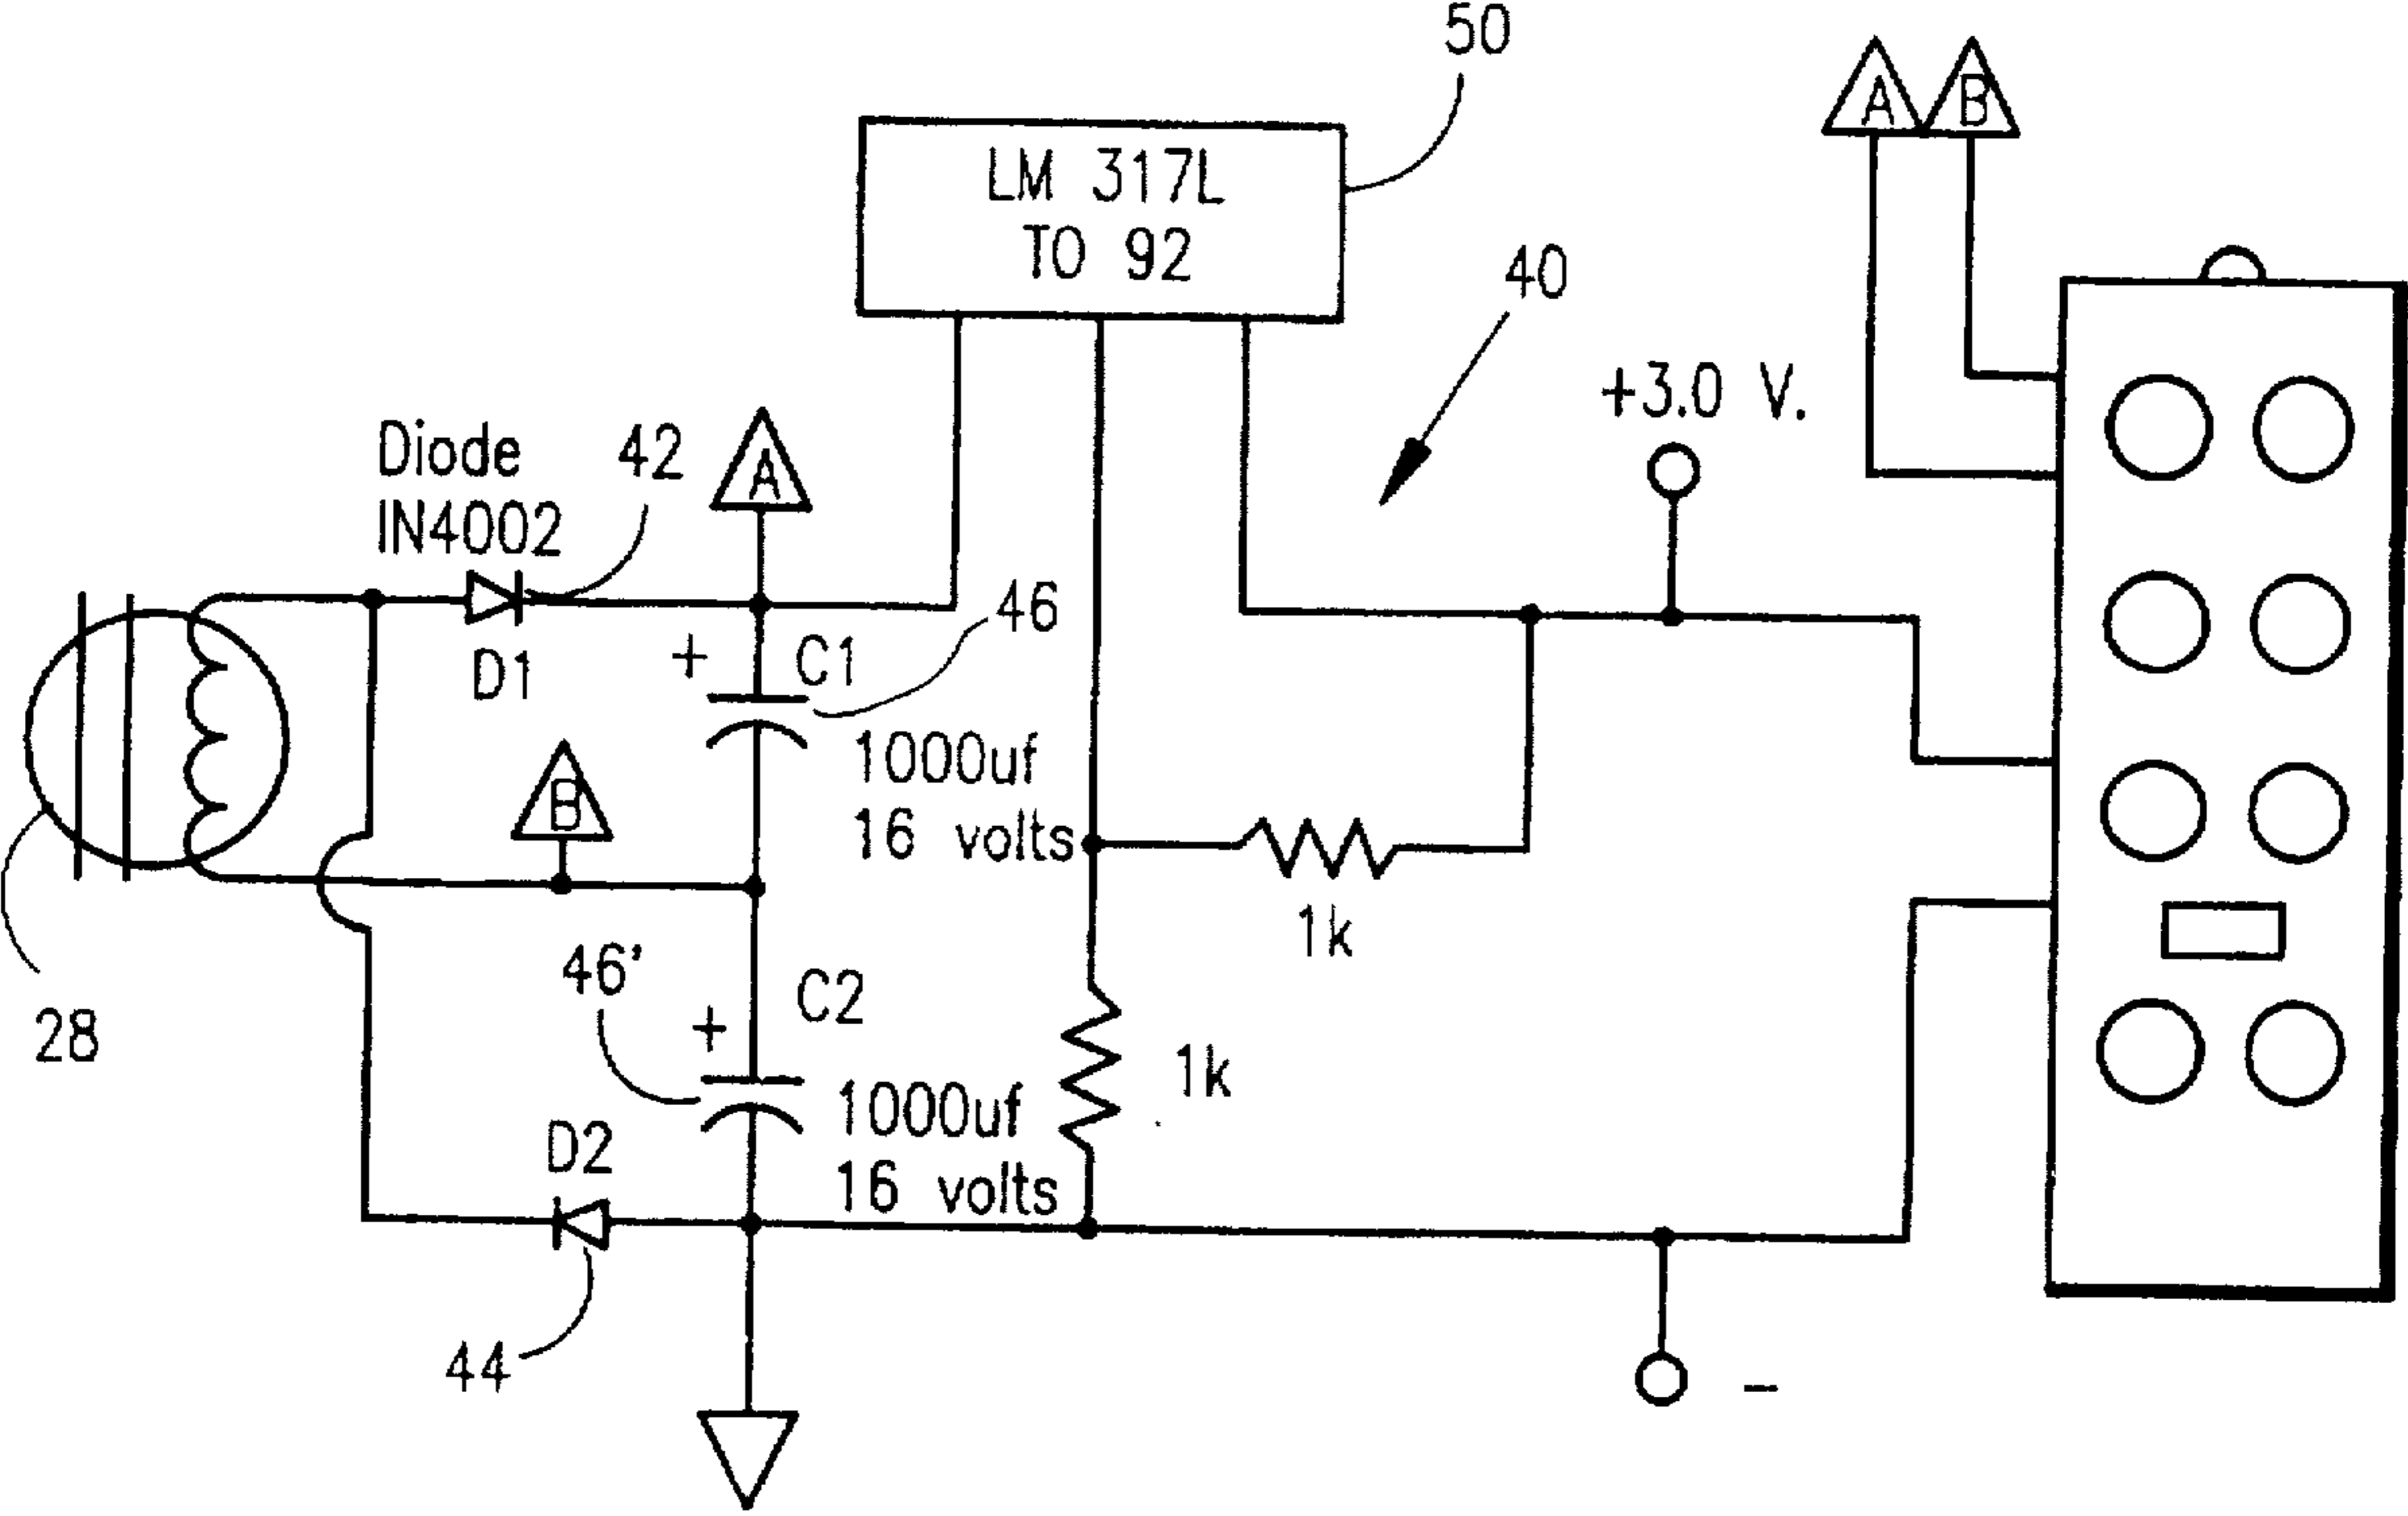 50
A B
LM 317L
TO 92
40
+3.0 V.
Diode
IN4002
42
A
46
+
C1
D1
1000uf
16 volts
B
1k
46'
C2
+
28
1k
1000uf
16 volts
D2
44
-